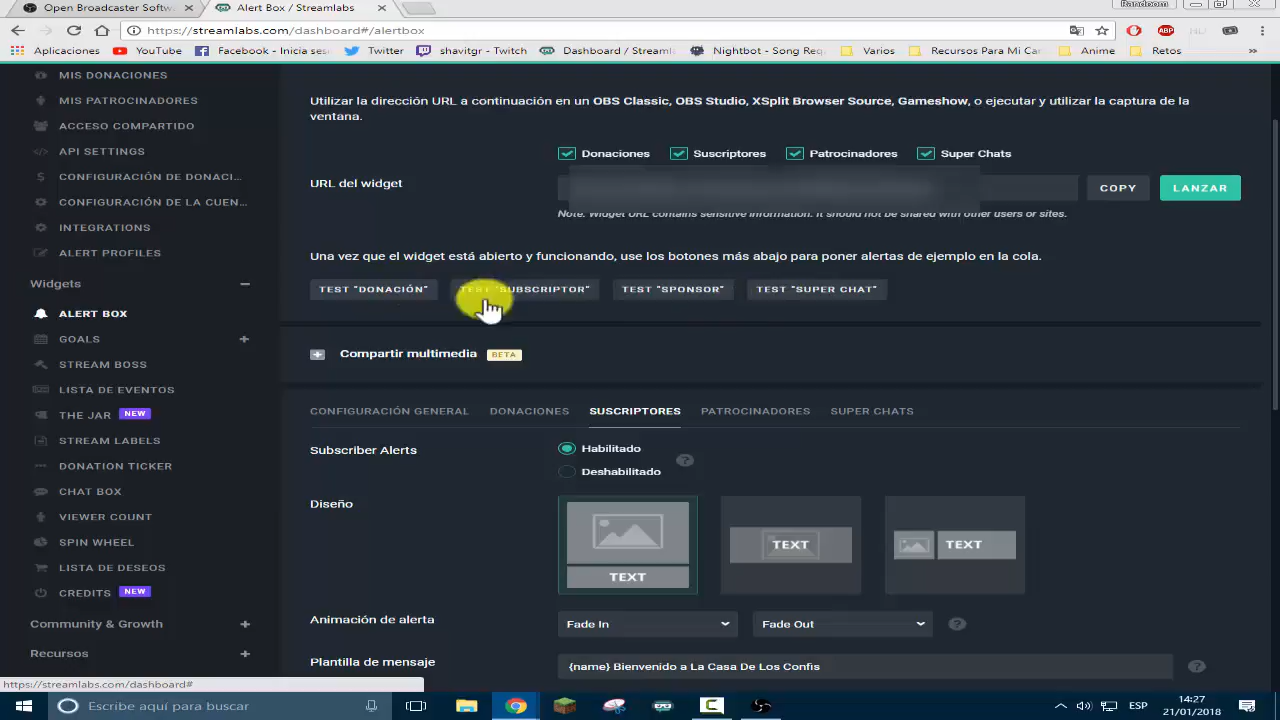 Open Broadcaster Softw
Alert Box / Streamlabs
Randoom
https://streamlabs.com/dashboard#/alertbox
Aplicaciones
YouTube
Facebook - Inicia ses
Twitter
shavitgr - Twitch
Dashboard / Streamla
Nightbot - Song Req
Varios
Recursos Para Mi Can
Anime
Retos
MIS DONACIONES
MIS PATROCINADORES
ACCESO COMPARTIDO
API SETTINGS
CONFIGURACIÓN DE DONACI...
CONFIGURACIÓN DE LA CUEN...
INTEGRATIONS
ALERT PROFILES
Widgets
ALERT BOX
GOALS
STREAM BOSS
LISTA DE EVENTOS
THE JAR NEW
STREAM LABELS
DONATION TICKER
CHAT BOX
VIEWER COUNT
SPIN WHEEL
LISTA DE DESEOS
CREDITS NEW
Community & Growth
Recursos
https://streamlabs.com/dashboard#
Utilizar la dirección URL a continuación en un OBS Classic, OBS Studio, XSplit Browser Source, Gameshow, o ejecutar y utilizar la captura de la
ventana.
Donaciones Suscriptores Patrocinadores Super Chats
URL del widget
COPY
LANZAR
Note: Widget URL contains sensitive information. It should not be shared with other users or sites.
Una vez que el widget está abierto y funcionando, use los botones más abajo para poner alertas de ejemplo en la cola.
TEST "DONACIÓN" TEST "SUBSCRIPTOR" TEST "SPONSOR" TEST "SUPER CHAT"
Compartir multimedia BETA
CONFIGURACIÓN GENERAL DONACIONES SUSCRIPTORES PATROCINADORES SUPER CHATS
Subscriber Alerts
Habilitado
Deshabilitado
Diseño
TEXT
TEXT
TEXT
Animación de alerta
Fade In
Fade Out
Plantilla de mensaje
{name} Bienvenido a La Casa De Los Confis
Escribe aquí para buscar
ESP
14:27
21/01/2018